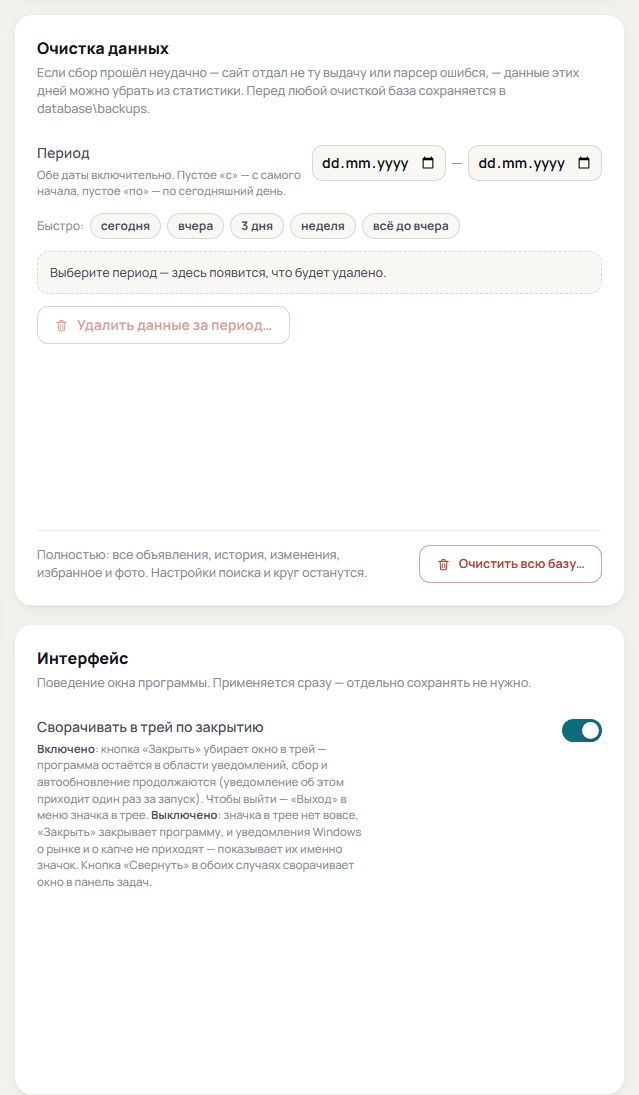 Очистка данных
Если сбор прошёл неудачно — сайт отдал не ту выдачу или парсер ошибся, — данные этих
дней можно убрать из статистики. Перед любой очисткой база сохраняется в
database\backups.
Период
Обе даты включительно. Пустое «с» — с самого
начала, пустое «по» — по сегодняшний день.
dd.mm.yyyy — dd.mm.yyyy
Быстро: сегодня вчера 3 дня неделя всё до вчера
Выберите период — здесь появится, что будет удалено.
Удалить данные за период...
Полностью: все объявления, история, изменения,
избранное и фото. Настройки поиска и круг останутся.
Очистить всю базу...
Интерфейс
Поведение окна программы. Применяется сразу — отдельно сохранять не нужно.
Сворачивать в трей по закрытию
Включено: кнопка «Закрыть» убирает окно в трей —
программа остаётся в области уведомлений, сбор и
автообновление продолжаются (уведомление об этом
приходит один раз за запуск). Чтобы выйти — «Выход» в
меню значка в трее. Выключено: значка в трее нет вовсе,
«Закрыть» закрывает программу, и уведомления Windows
о рынке и о капче не приходят — показывает их именно
значок. Кнопка «Свернуть» в обоих случаях сворачивает
окно в панель задач.